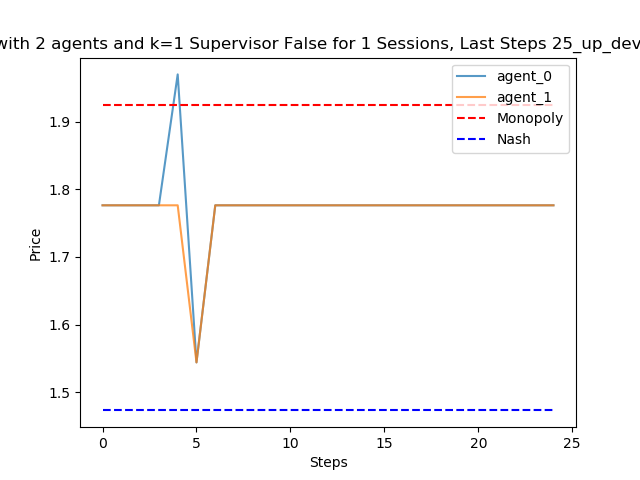 with 2 agents and k=1 Supervisor False for 1 Sessions, Last Steps 25_up_dev
agent_0
agent_1
Monopoly
Nash
Price
1.9
1.8
1.7
1.6
1.5
0
5
10
15
20
25
Steps